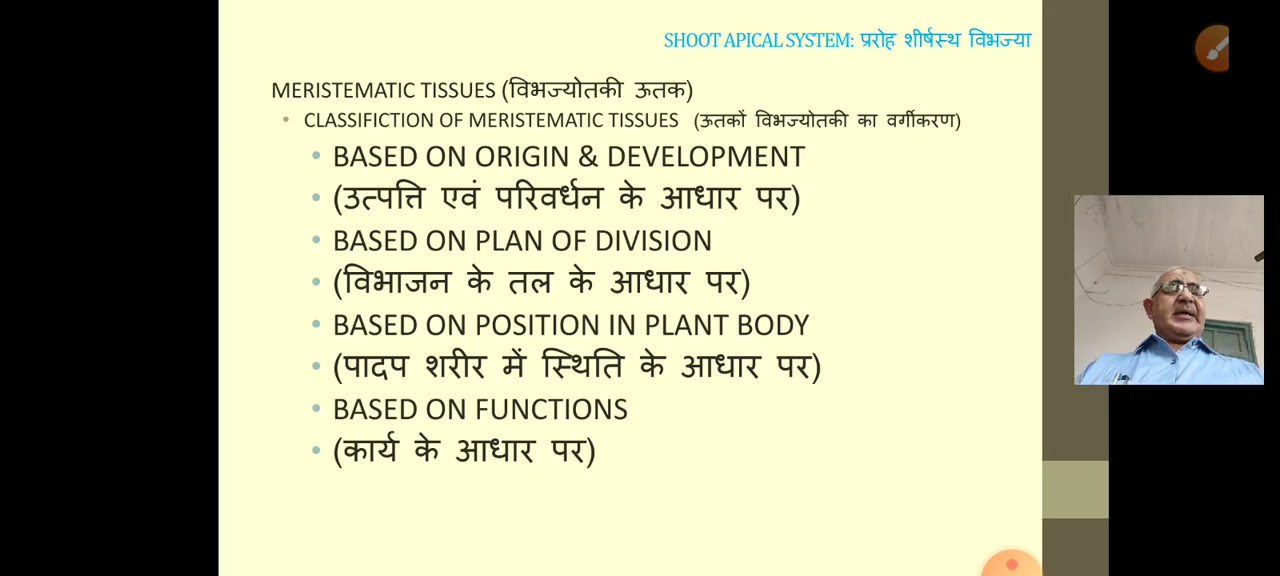 SHOOT APICAL SYSTEM: प्ररोह शीर्षस्थ विभज्या
MERISTEMATIC TISSUES (विभज्योतकी ऊतक)
• CLASSIFICTION OF MERISTEMATIC TISSUES (ऊतकों विभज्योतकी का वर्गीकरण)
• BASED ON ORIGIN & DEVELOPMENT
• (उत्पत्ति एवं परिवर्धन के आधार पर)
• BASED ON PLAN OF DIVISION
• (विभाजन के तल के आधार पर)
• BASED ON POSITION IN PLANT BODY
• (पादप शरीर में स्थिति के आधार पर)
• BASED ON FUNCTIONS
• (कार्य के आधार पर)